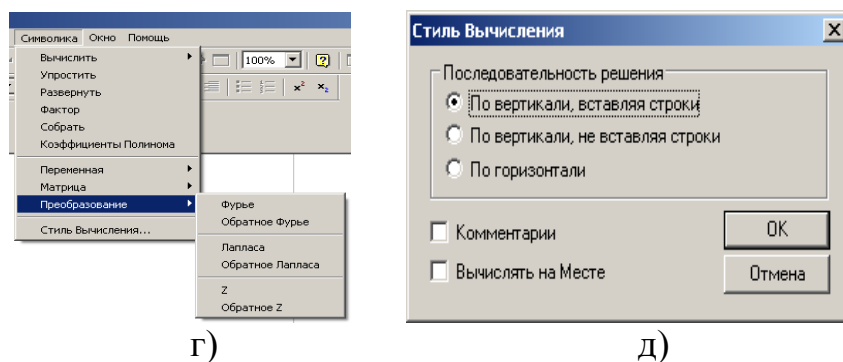 Символика Окно Помощь
100%
Вычислить
Упростить
Развернуть
Фактор
Собрать
Коэффициенты Полинома
Переменная
Матрица
Преобразование
Стиль Вычисления...
Фурье
Обратное Фурье
Лапласа
Обратное Лапласа
Z
Обратное Z
г)
Стиль Вычисления
Последовательность решения
По вертикали, вставляя строки
По вертикали, не вставляя строки
По горизонтали
Комментарии
Вычислять на Месте
OK
Отмена
д)